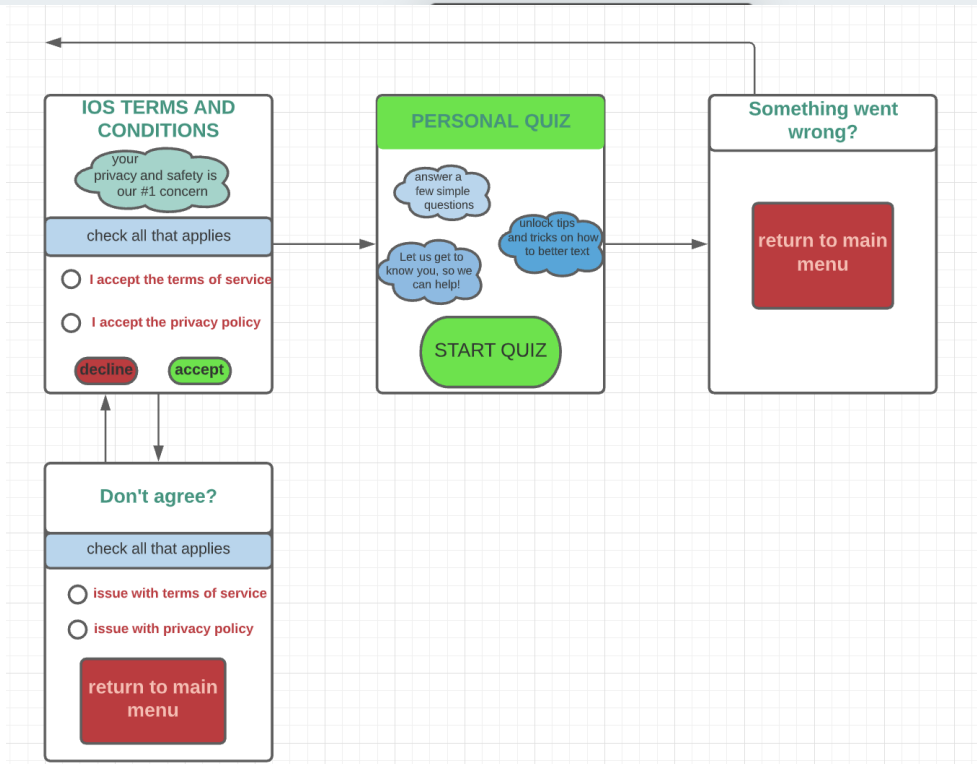 IOS TERMS AND
CONDITIONS
your
privacy and safety is
our #1 concern
check all that applies
I accept the terms of service
I accept the privacy policy
decline
accept
PERSONAL QUIZ
answer a
few simple
questions
unlock tips
and tricks on how
to better text
Let us get to
know you, so we
can help!
START QUIZ
Something went
wrong?
return to main
menu
Don't agree?
check all that applies
issue with terms of service
issue with privacy policy
return to main
menu